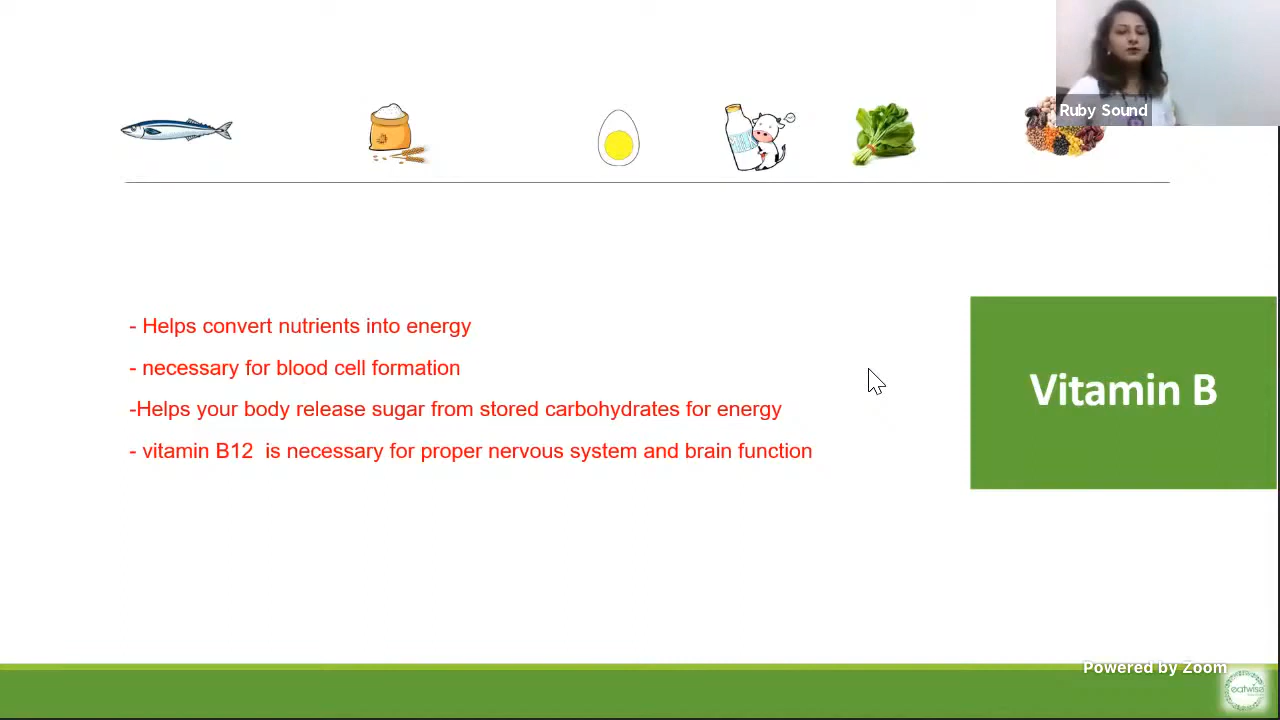 Ruby Sound
- Helps convert nutrients into energy
- necessary for blood cell formation
-Helps your body release sugar from stored carbohydrates for energy
- vitamin B12  is necessary for proper nervous system and brain function
Vitamin B
Powered by Zoom
eatwise